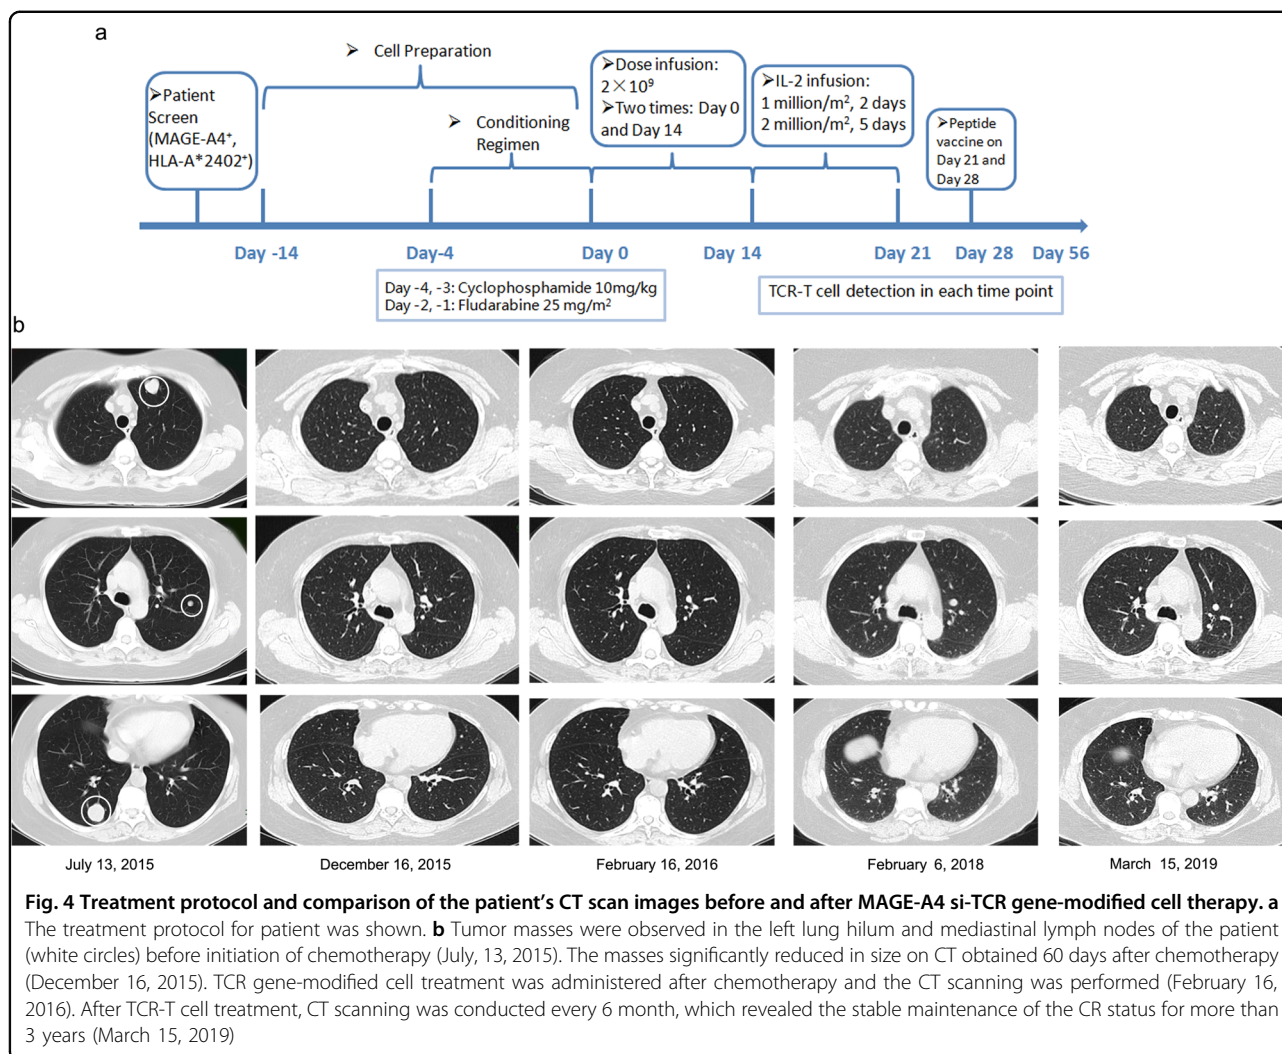 a
➤ Cell Preparation
➤Patient
Screen
(MAGE-A4⁺,
HLA-A*2402⁺)
➤ Conditioning
Regimen
➤Dose infusion:
2×10⁹
➤Two times: Day 0
and Day 14
➤IL-2 infusion:
1 million/m², 2 days
2 million/m², 5 days
➤Peptide
vaccine on
Day 21 and
Day 28
Day -14
Day-4
Day 0
Day 14
Day 21
Day 28
Day 56
Day -4, -3: Cyclophosphamide 10mg/kg
Day -2, -1: Fludarabine 25 mg/m²
TCR-T cell detection in each time point
b
July 13, 2015
December 16, 2015
February 16, 2016
February 6, 2018
March 15, 2019
Fig. 4 Treatment protocol and comparison of the patient's CT scan images before and after MAGE-A4 si-TCR gene-modified cell therapy. a
The treatment protocol for patient was shown. b Tumor masses were observed in the left lung hilum and mediastinal lymph nodes of the patient
(white circles) before initiation of chemotherapy (July, 13, 2015). The masses significantly reduced in size on CT obtained 60 days after chemotherapy
(December 16, 2015). TCR gene-modified cell treatment was administered after chemotherapy and the CT scanning was performed (February 16,
2016). After TCR-T cell treatment, CT scanning was conducted every 6 month, which revealed the stable maintenance of the CR status for more than
3 years (March 15, 2019)